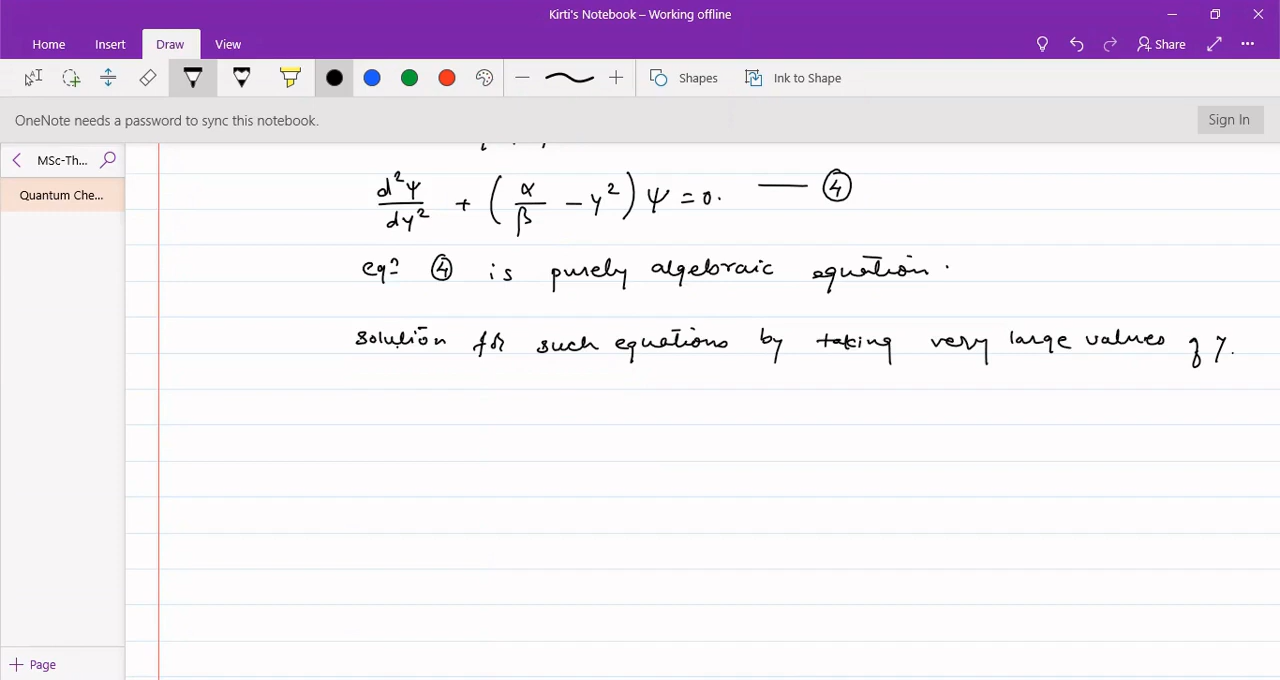 Kirti's Notebook – Working offline
Home Insert Draw View Share
Shapes Ink to Shape
OneNote needs a password to sync this notebook. Sign In
MSc-Th...
Quantum Che...
d²ψ/dy² + (α/β − y²) ψ = 0. —— ④
eqn ④ is purely algebraic equation.
solution for such equations by taking very large values of y.
+ Page